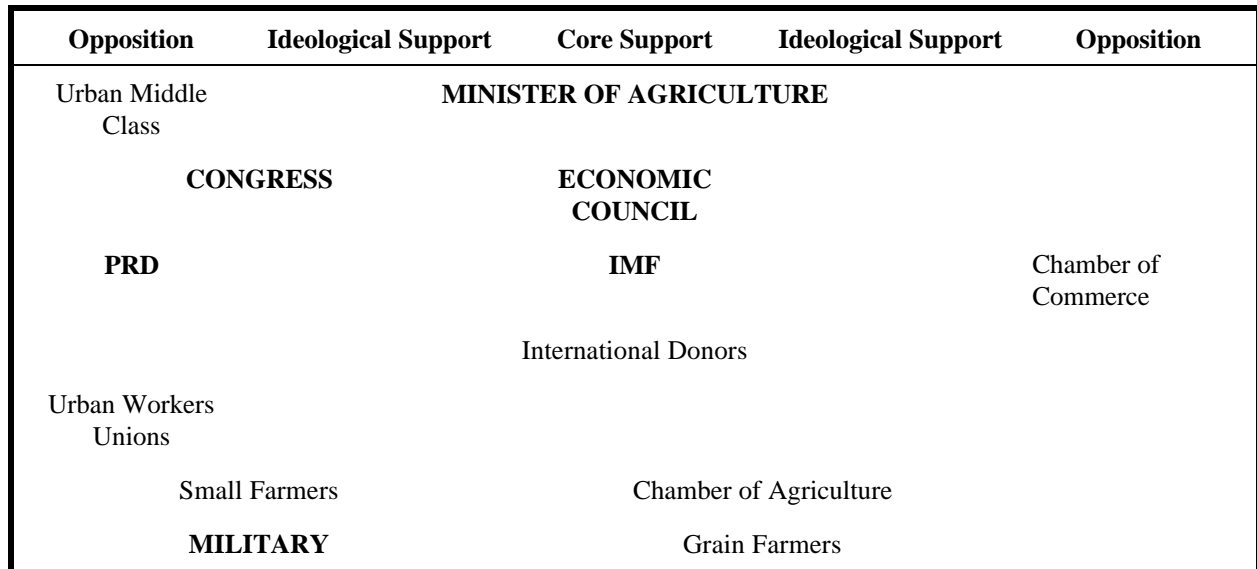 Opposition Ideological Support Core Support Ideological Support Opposition
Urban Middle
Class
MINISTER OF AGRICULTURE
CONGRESS
ECONOMIC
COUNCIL
PRD
IMF
Chamber of
Commerce
International Donors
Urban Workers
Unions
Small Farmers
Chamber of Agriculture
MILITARY
Grain Farmers